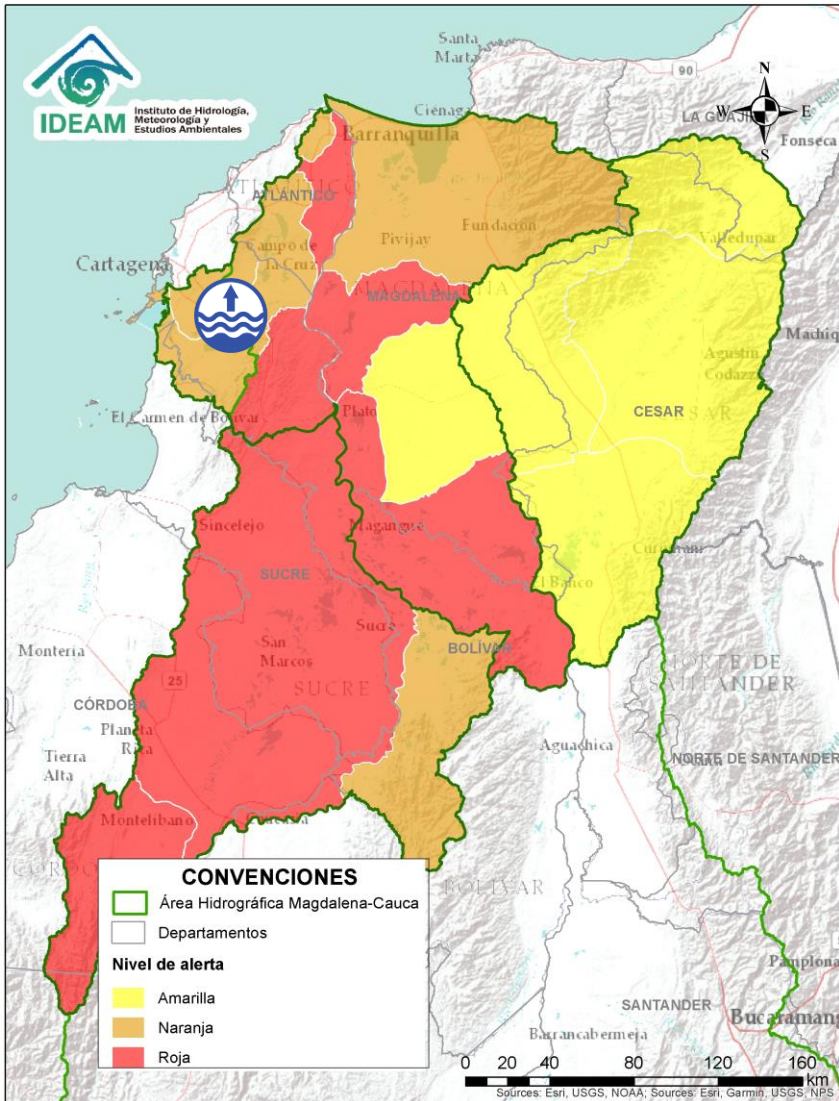 IDEAM
Instituto de Hidrología,
Meteorología y
Estudios Ambientales
Santa
Marta
90
N
W
E
S
LA GUAJI
Fonseca
Ciénaga
Barranquilla
ATLÁNTICO
Cartagena
Campo de
la Cruz
Pivijay
Fundación
Valledupar
MAGDALENA
Agustín
Codazzi
El Carmen de Bolívar
Plato
CESAR
Sincelejo
Magangue
SUCRE
El Banco
Sucre
San
Marcos
SUCRE
BOLÍVAR
Montería
25
CÓRDOBA
Planeta
Rica
Tierra
Alta
NORTE DE
SANTANDER
Aguachica
NORTE DE SANTANDER
Montelíbano
BOLÍVAR
CONVENCIONES
Área Hidrográfica Magdalena-Cauca
Departamentos
Nivel de alerta
Amarilla
Naranja
Roja
Pamplona
SANTANDER
Bucaramang
Barrancabermeja
0 20 40 80 120 160
km
Sources: Esri, USGS, NOAA; Sources: Esri, Garmin, USGS, NPS